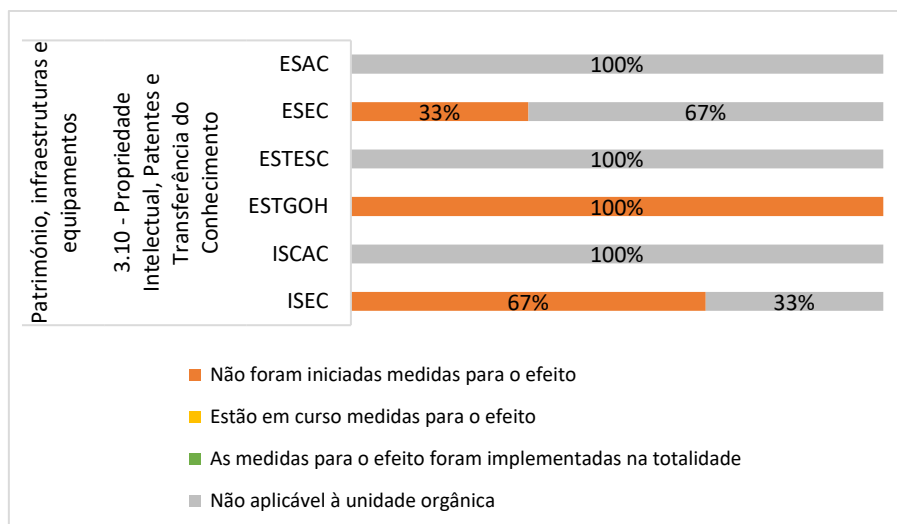 Património, infraestruturas e
equipamentos
3.10 - Propriedade
Intelectual, Patentes e
Transferência do
Conhecimento
ESAC
100%
ESEC
33% 67%
ESTESC
100%
ESTGOH
100%
ISCAC
100%
ISEC
67% 33%
Não foram iniciadas medidas para o efeito
Estão em curso medidas para o efeito
As medidas para o efeito foram implementadas na totalidade
Não aplicável à unidade orgânica